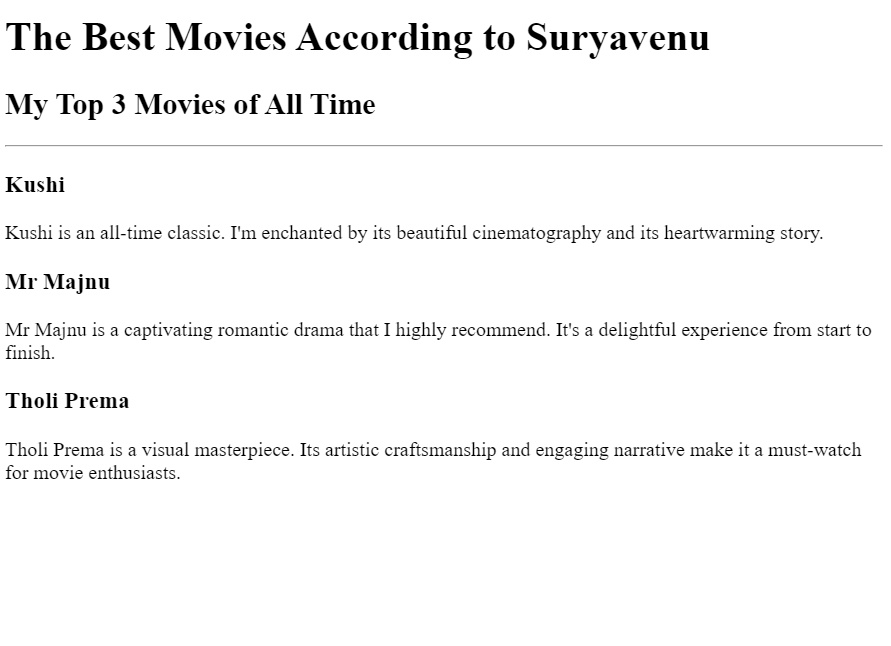 The Best Movies According to Suryavenu
My Top 3 Movies of All Time
Kushi
Kushi is an all-time classic. I'm enchanted by its beautiful cinematography and its heartwarming story.
Mr Majnu
Mr Majnu is a captivating romantic drama that I highly recommend. It's a delightful experience from start to
finish.
Tholi Prema
Tholi Prema is a visual masterpiece. Its artistic craftsmanship and engaging narrative make it a must-watch
for movie enthusiasts.